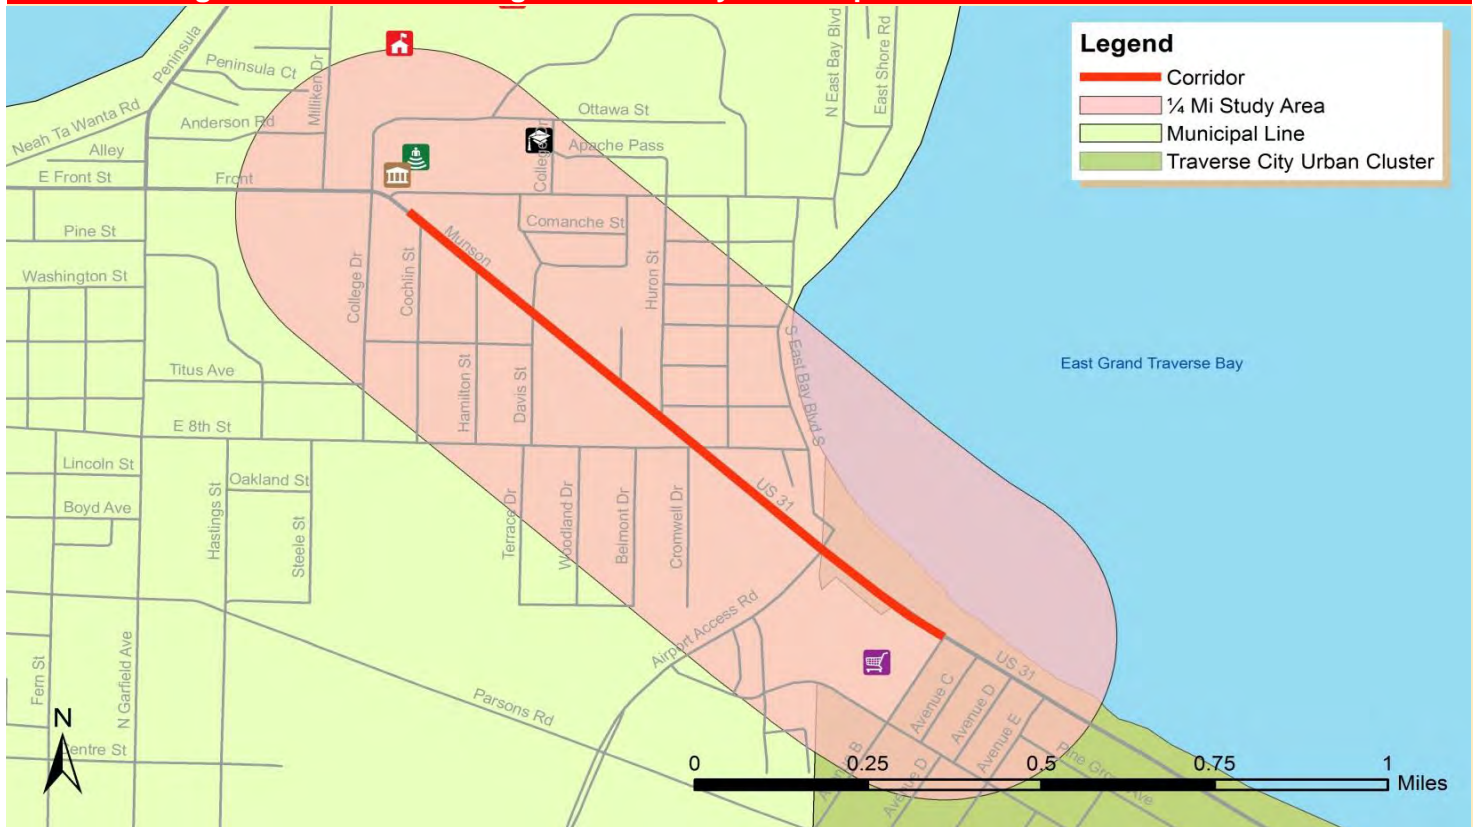 Legend
Corridor
¼ Mi Study Area
Municipal Line
Traverse City Urban Cluster
Peninsula
Peninsula Ct
Milliken Dr
N East Bay Blvd
East Shore Rd
Neah Ta Wanta Rd
Anderson Rd
Ottawa St
Alley
College Dr
Apache Pass
E Front St
Front
Pine St
Munson
Comanche St
Washington St
College Dr
Cochlin St
Huron St
S East Bay Blvd S
East Grand Traverse Bay
Titus Ave
Hamilton St
Davis St
E 8th St
Lincoln St
Oakland St
Boyd Ave
Hastings St
Steele St
Terrace Dr
Woodland Dr
Belmont Dr
Cromwell Dr
US 31
Airport Access Rd
US 31
Fern St
N Garfield Ave
Parsons Rd
Avenue C
Avenue D
Avenue E
N
Centre St
Avenue D
Pine Grove Ave
0
0.25
0.5
0.75
1
Miles